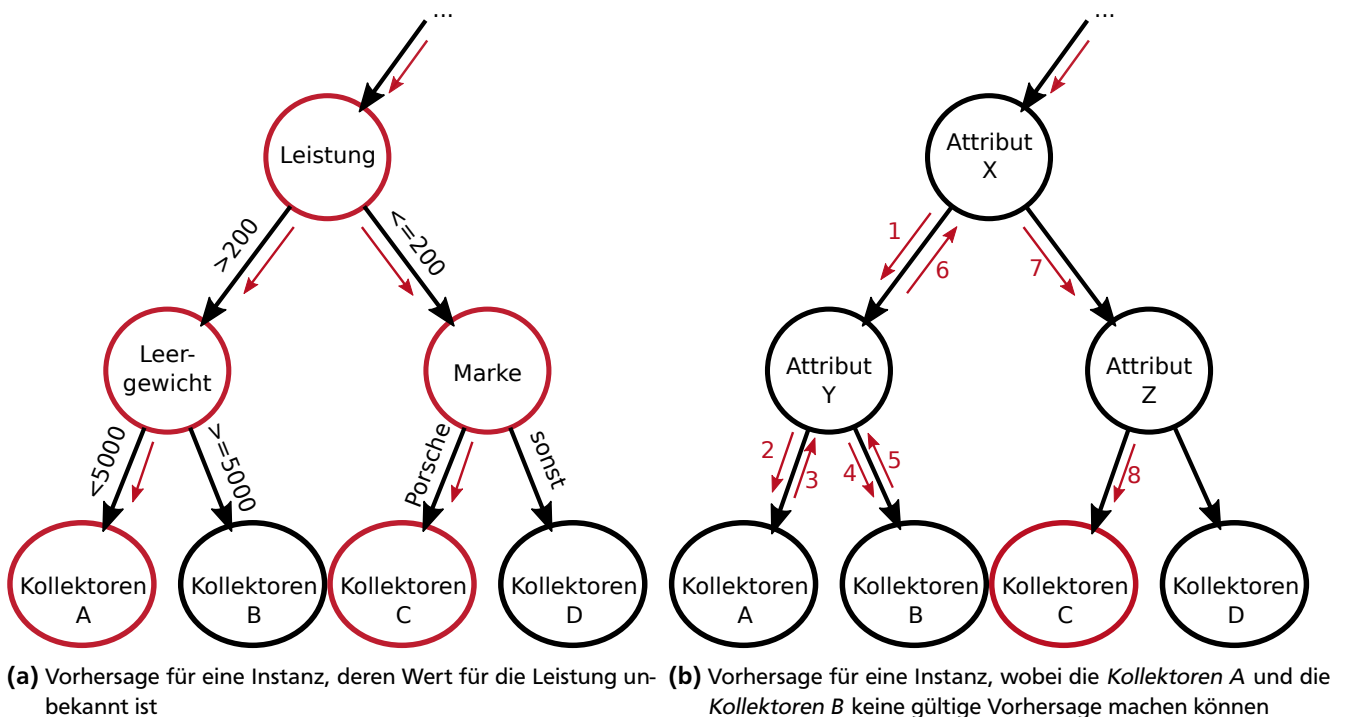 ...
Leistung
>200
<=200
Leer-
gewicht
Marke
<5000
>=5000
Porsche
sonst
Kollektoren
A
Kollektoren
B
Kollektoren
C
Kollektoren
D
(a) Vorhersage für eine Instanz, deren Wert für die Leistung un-
bekannt ist
...
Attribut
X
1
6
7
Attribut
Y
Attribut
Z
2
3
4
5
8
Kollektoren
A
Kollektoren
B
Kollektoren
C
Kollektoren
D
(b) Vorhersage für eine Instanz, wobei die Kollektoren A und die
Kollektoren B keine gültige Vorhersage machen können